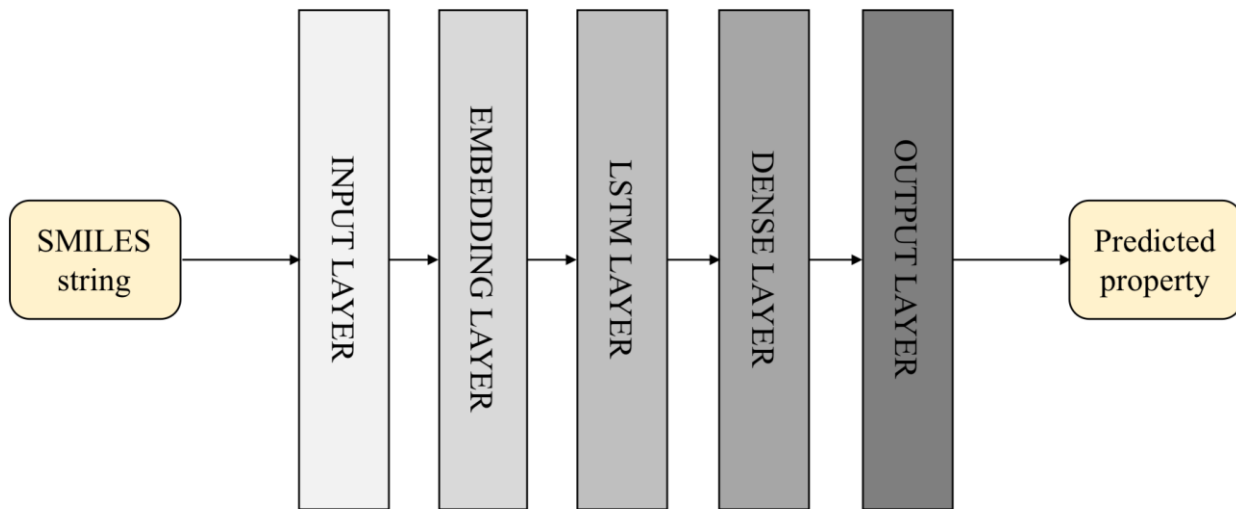 SMILES
string
INPUT LAYER
EMBEDDING LAYER
LSTM LAYER
DENSE LAYER
OUTPUT LAYER
Predicted
property